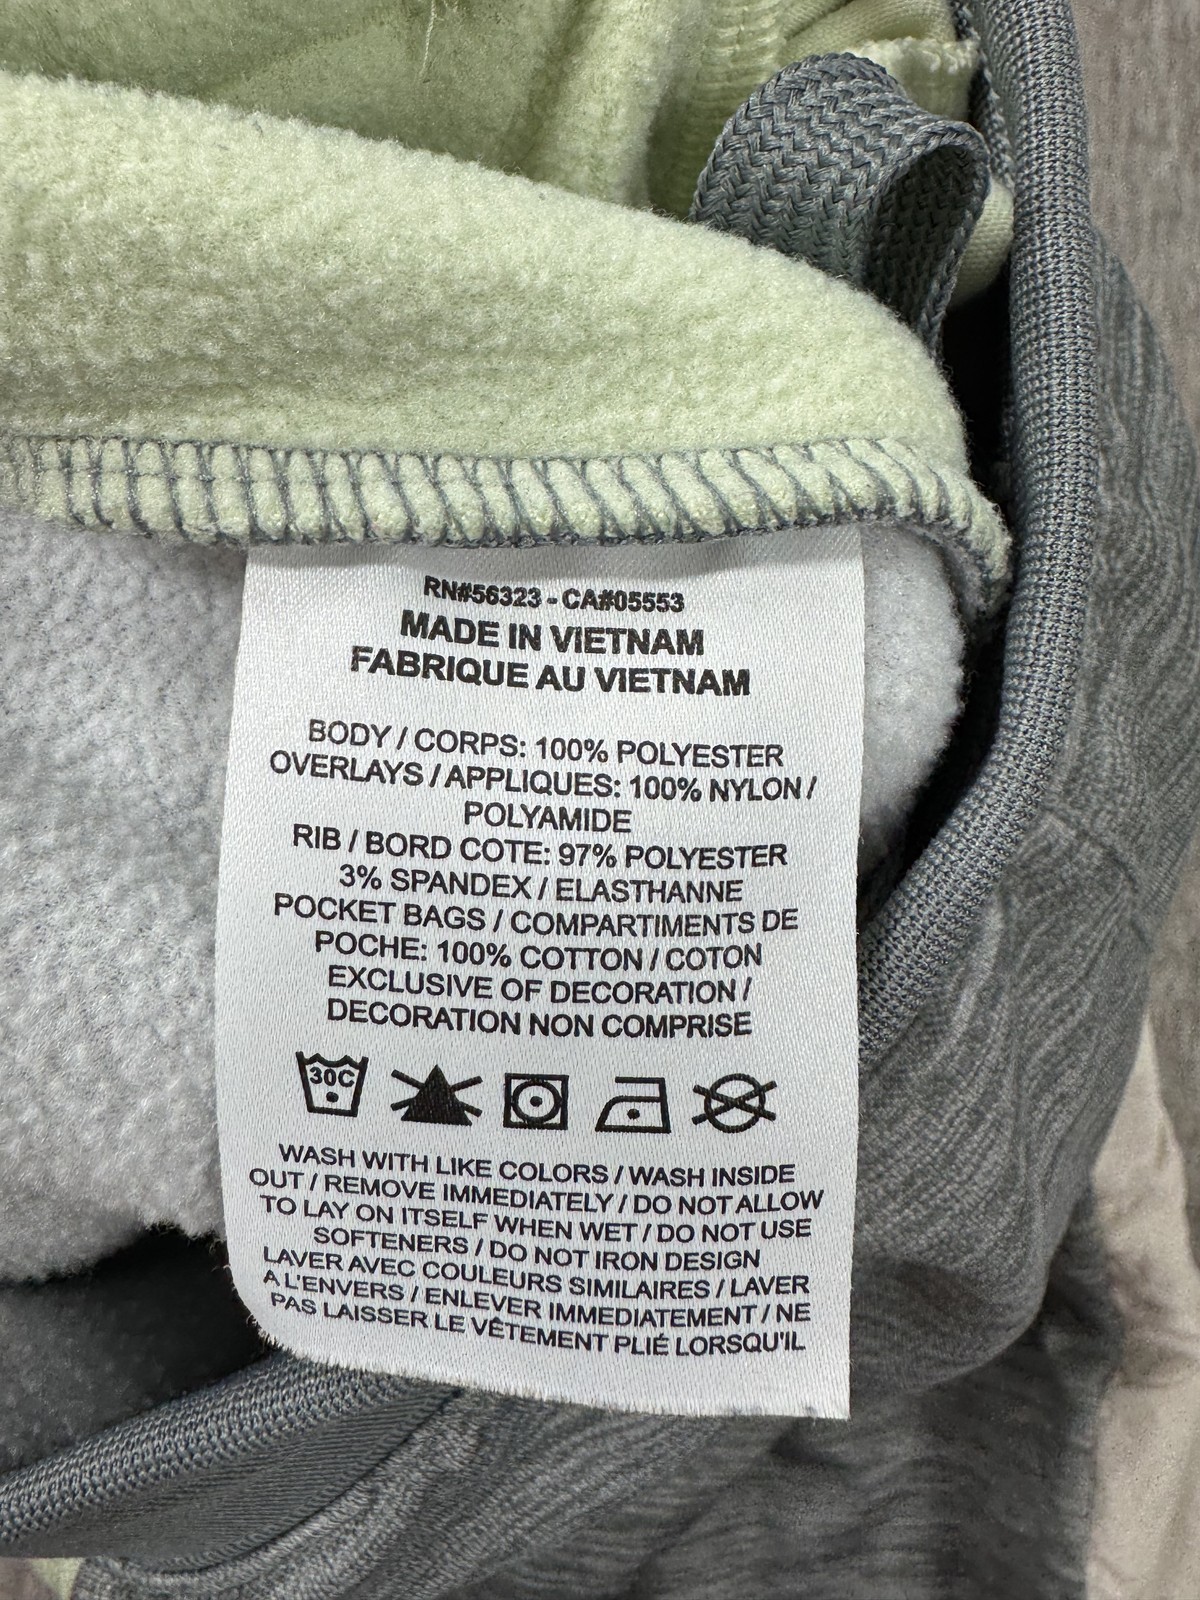 RN#56323 - CA#05553
MADE IN VIETNAM
FABRIQUE AU VIETNAM
BODY / CORPS: 100% POLYESTER
OVERLAYS / APPLIQUES: 100% NYLON /
POLYAMIDE
RIB / BORD COTE: 97% POLYESTER
3% SPANDEX / ELASTHANNE
POCKET BAGS / COMPARTIMENTS DE
POCHE: 100% COTTON / COTON
EXCLUSIVE OF DECORATION /
DECORATION NON COMPRISE
30C
WASH WITH LIKE COLORS / WASH INSIDE
OUT / REMOVE IMMEDIATELY / DO NOT ALLOW
TO LAY ON ITSELF WHEN WET / DO NOT USE
SOFTENERS / DO NOT IRON DESIGN
LAVER AVEC COULEURS SIMILAIRES / LAVER
A L'ENVERS / ENLEVER IMMEDIATEMENT / NE
PAS LAISSER LE VÊTEMENT PLIÉ LORSQU'IL